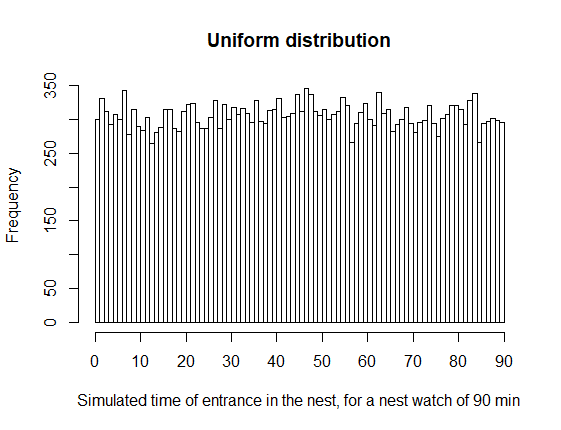 Uniform distribution
Frequency
350
250
150
50
0
0 10 20 30 40 50 60 70 80 90
Simulated time of entrance in the nest, for a nest watch of 90 min